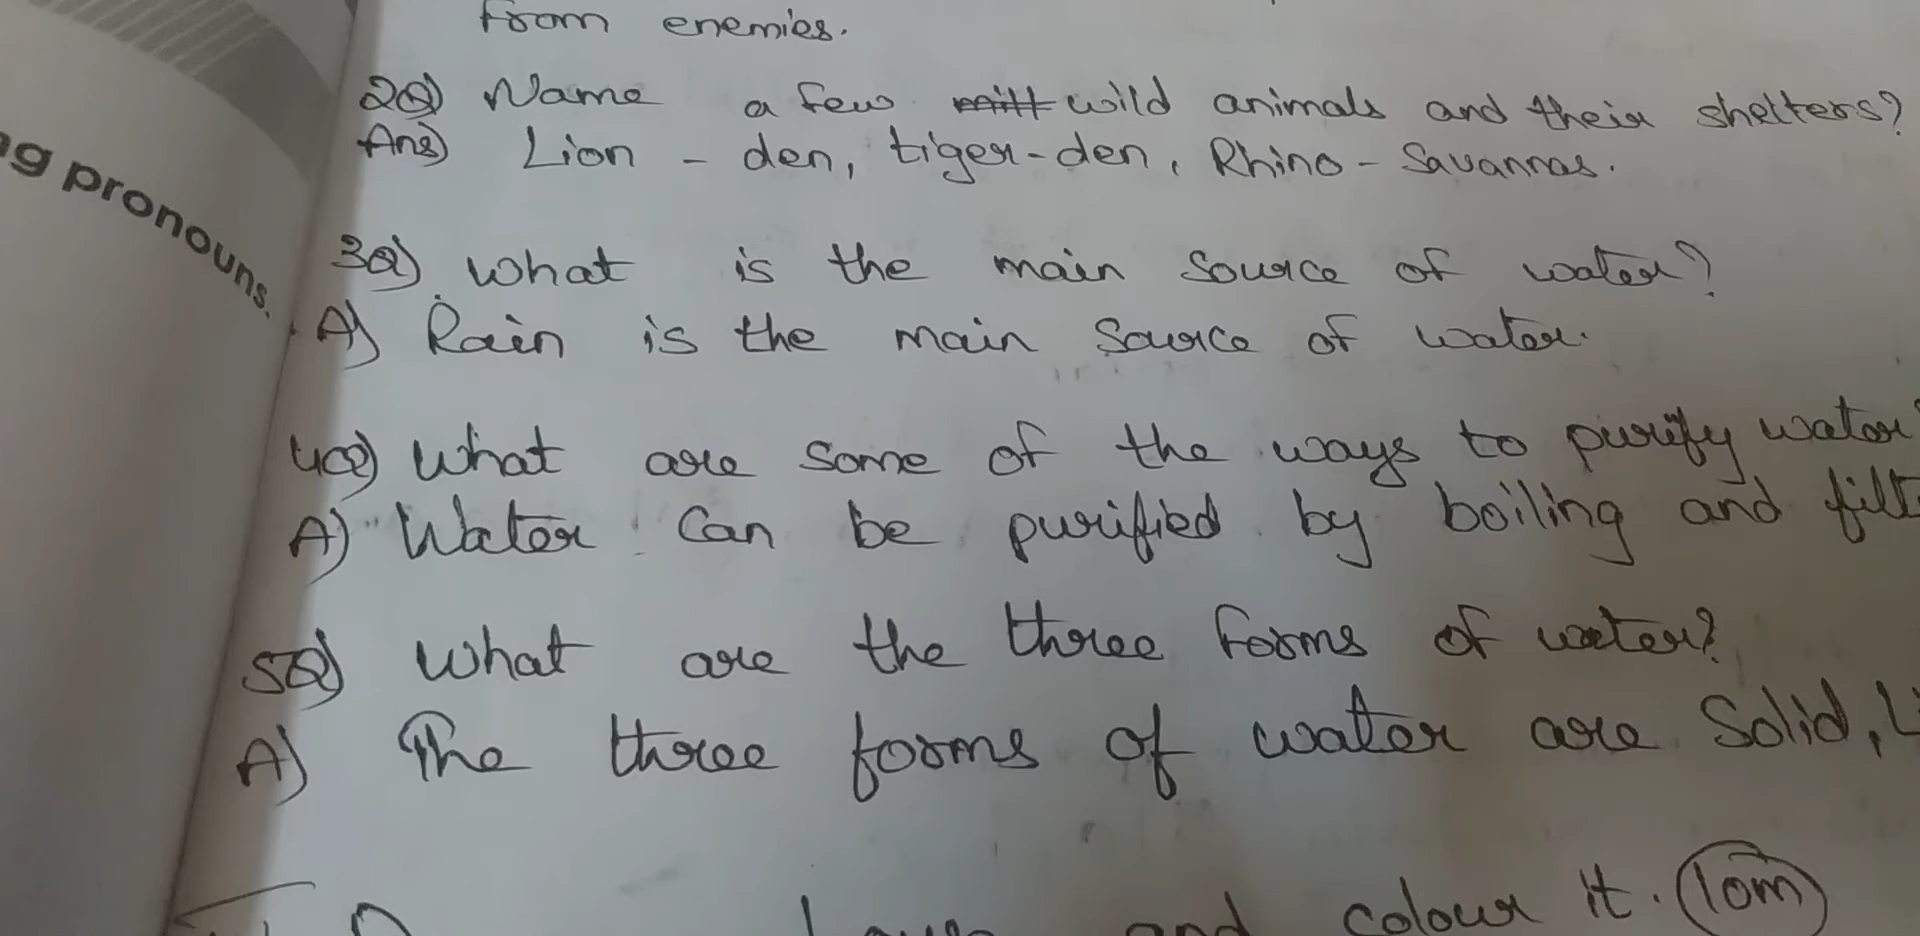 from enemies.
2Q) Name a few wild animals and their shelters?
Ans) Lion - den, tiger-den, Rhino - Savannas.
ng pronouns.
3Q) What is the main source of water?
A) Rain is the main source of water.
4Q) What are some of the ways to purify water?
A) Water can be purified by boiling and filt
5Q) What are the three forms of water?
A) The three forms of water are Solid, L
and colour it. (10m)